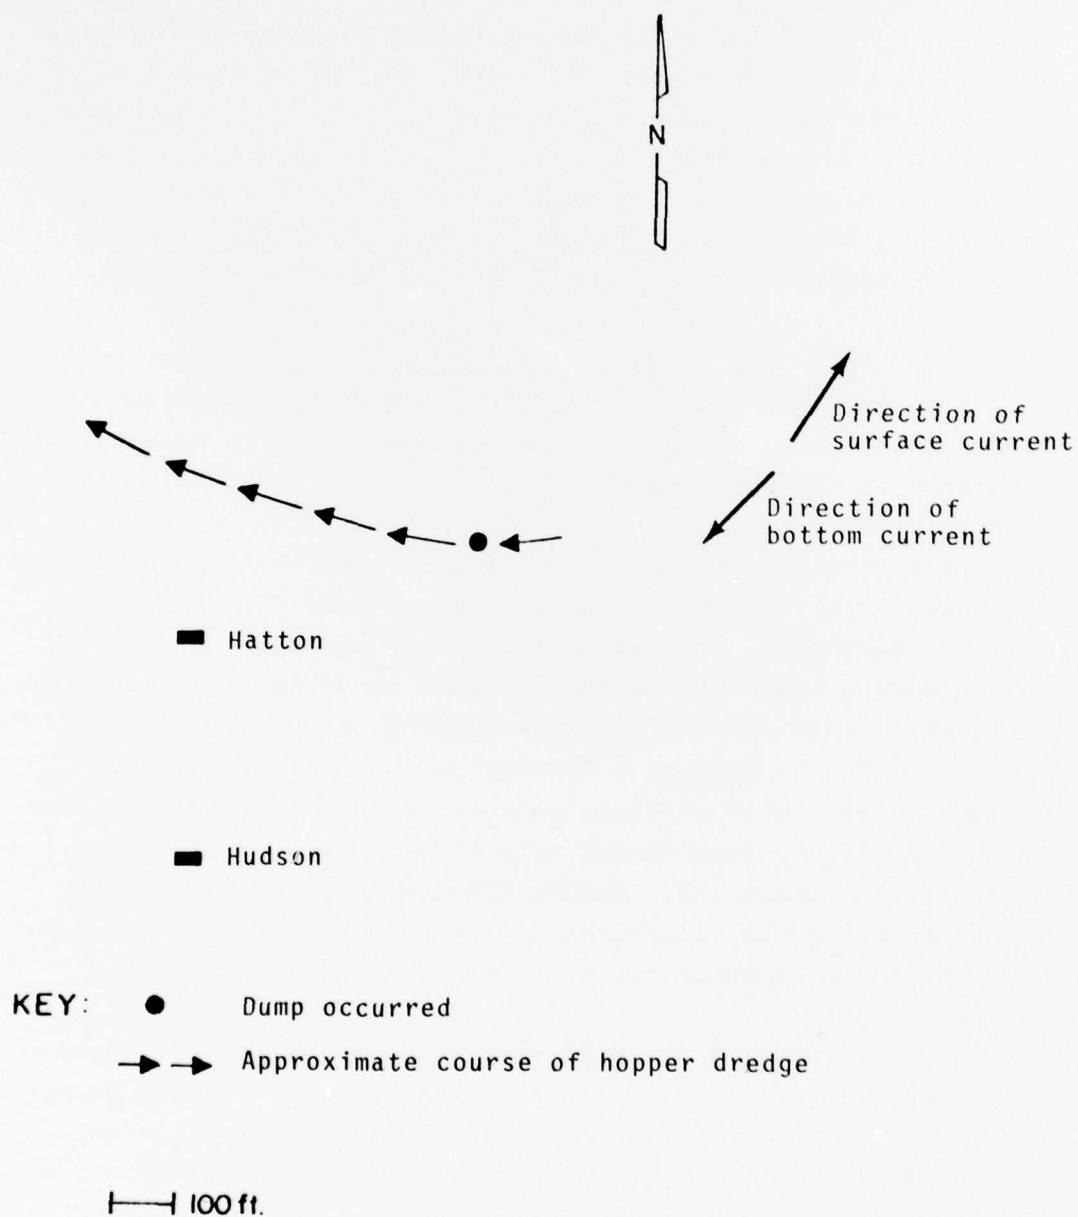 N
Direction of
surface current
Direction of
bottom current
Hatton
Hudson
KEY:
Dump occurred
Approximate course of hopper dredge
100 ft.